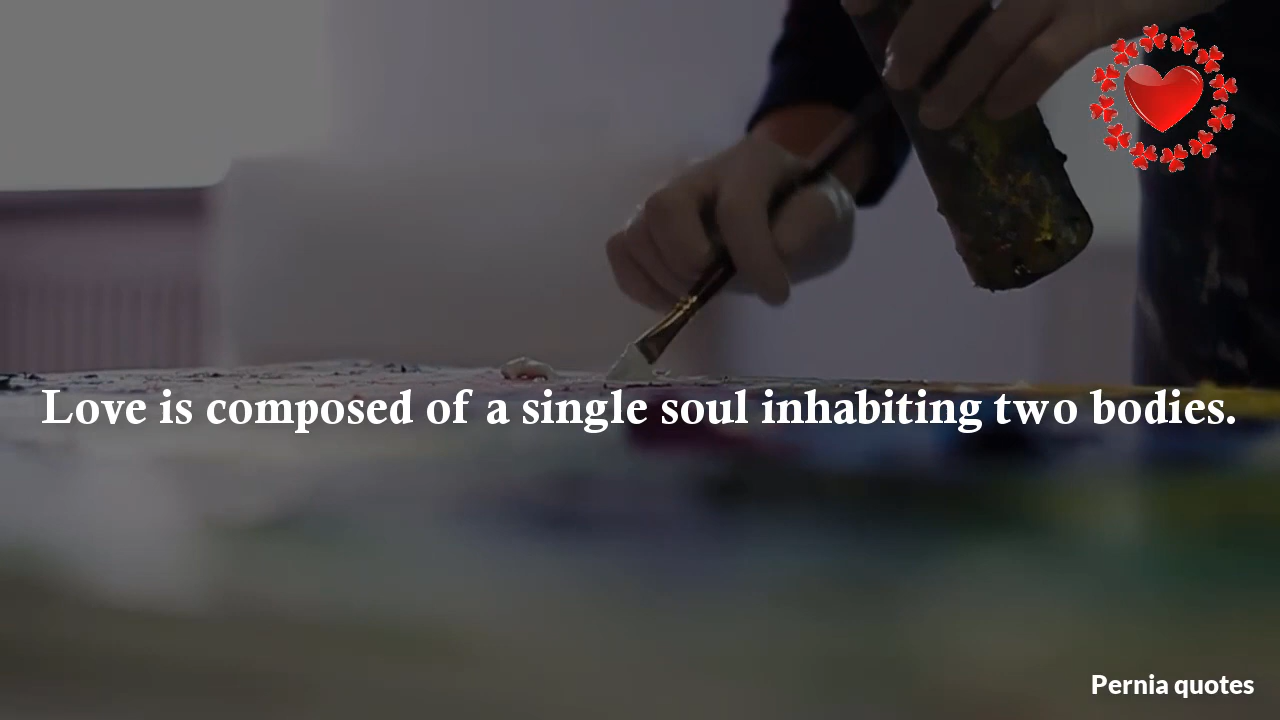 Love is composed of a single soul inhabiting two bodies.
Pernia quotes